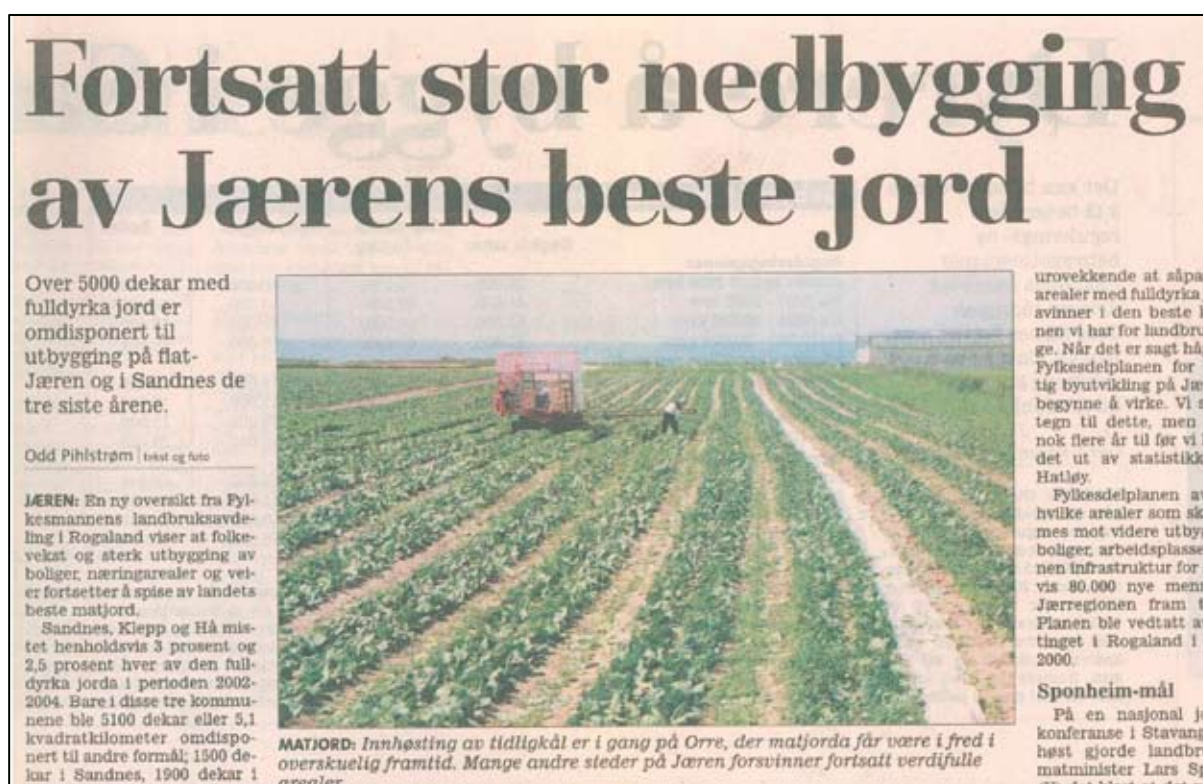 Fortsatt stor nedbygging
av Jærens beste jord
Over 5000 dekar med
fulldyrka jord er
omdisponert til
utbygging på flat-
Jæren og i Sandnes de
tre siste årene.
Odd Pihlstrøm | tekst og foto
JÆREN: En ny oversikt fra Fyl-
kesmannens landbruksavde-
ling i Rogaland viser at folke-
vekst og sterk utbygging av
boliger, næringarealer og vei-
er fortsetter å spise av landets
beste matjord.
Sandnes, Klepp og Hå mis-
tet henholdsvis 3 prosent og
2,5 prosent hver av den full-
dyrka jorda i perioden 2002-
2004. Bare i disse tre kommu-
nene ble 5100 dekar eller 5,1
kvadratkilometer omdispo-
nert til andre formål; 1500 de-
kar i Sandnes, 1900 dekar i
MATJORD: Innhøsting av tidligkål er i gang på Orre, der matjorda får være i fred i
overskuelig framtid. Mange andre steder på Jæren forsvinner fortsatt verdifulle
arealer
urovekkende at såpa
arealer med fulldyrka
avinner i den beste
nen vi har for landbru
ge. Når det er sagt hå
Fylkesdelplanen for
tig byutvikling på Jæ
begynne å virke. Vi s
tegn til dette, men
nok flere år til før vi
det ut av statistikk
Hatløy.
Fylkesdelplanen a
hvilke arealer som sk
mes mot videre utby
boliger, arbeidsplasse
nen infrastruktur for
vis 80.000 nye men
Jærregionen fram
Planen ble vedtatt a
tinget i Rogaland i
2000.
Sponheim-mål
På en nasjonal j
konferanse i Stavang
høst gjorde landbr
matminister Lars S